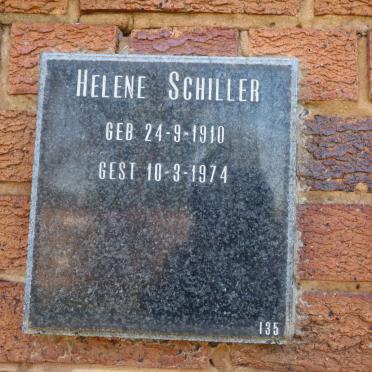 HELENE SCHILLER
GEB 24-9-1910
GEST 10-3-1974
135